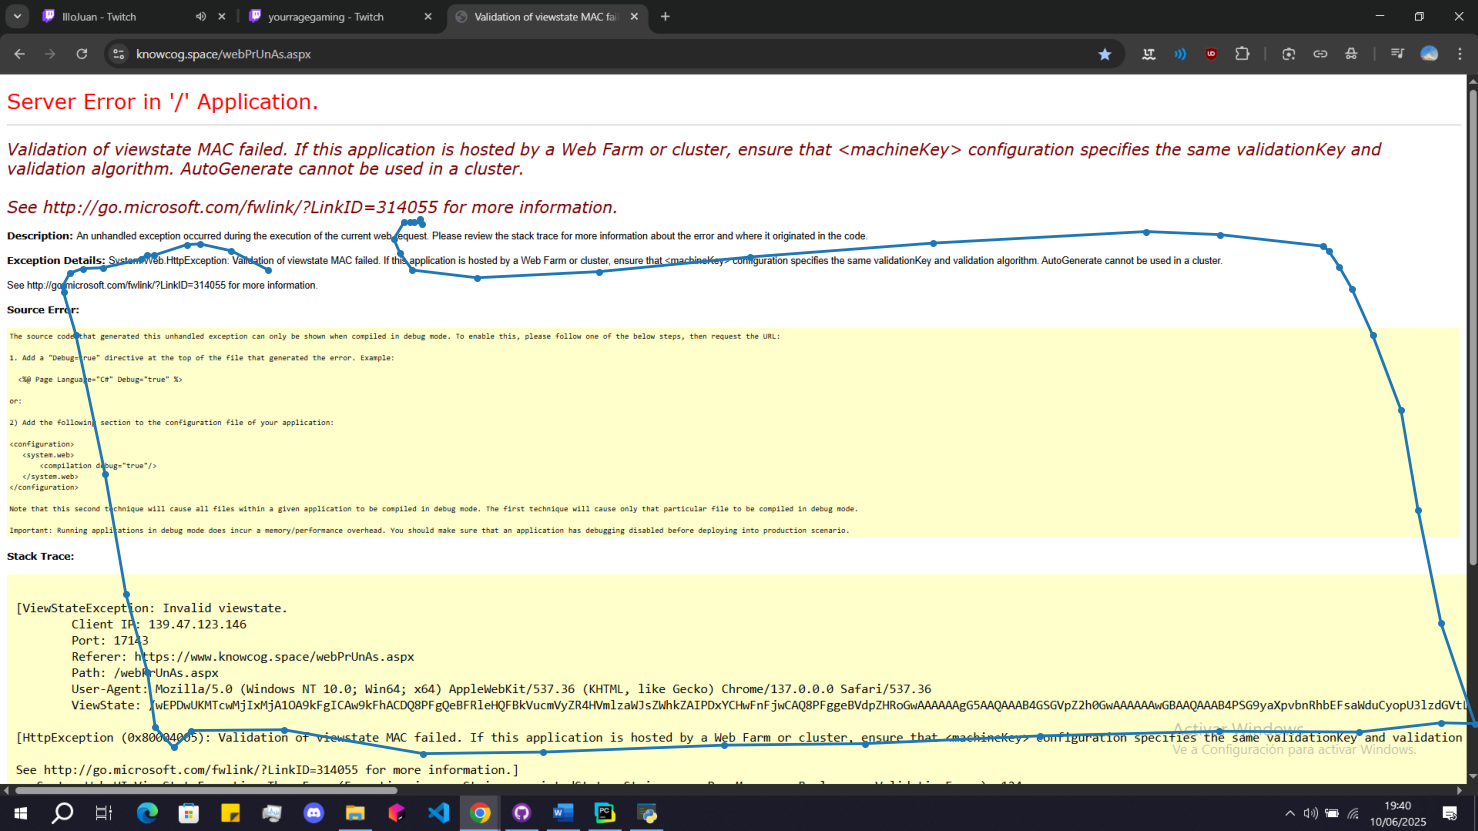 IlloJuan - Twitch
yourragegaming - Twitch
Validation of viewstate MAC fai
knowcog.space/webPrUnAs.aspx
Server Error in '/' Application.
Validation of viewstate MAC failed. If this application is hosted by a Web Farm or cluster, ensure that <machineKey> configuration specifies the same validationKey and
validation algorithm. AutoGenerate cannot be used in a cluster.
See http://go.microsoft.com/fwlink/?LinkID=314055 for more information.
Description: An unhandled exception occurred during the execution of the current web request. Please review the stack trace for more information about the error and where it originated in the code.
Exception Details: System.Web.HttpException: Validation of viewstate MAC failed. If this application is hosted by a Web Farm or cluster, ensure that <machineKey> configuration specifies the same validationKey and validation algorithm. AutoGenerate cannot be used in a cluster.
See http://go.microsoft.com/fwlink/?LinkID=314055 for more information.
Source Error:
The source code that generated this unhandled exception can only be shown when compiled in debug mode. To enable this, please follow one of the below steps, then request the URL:
1. Add a "Debug=true" directive at the top of the file that generated the error. Example:
<%@ Page Language="C#" Debug="true" %>
or:
2) Add the following section to the configuration file of your application:
<configuration>
<system.web>
<compilation debug="true"/>
</system.web>
</configuration>
Note that this second technique will cause all files within a given application to be compiled in debug mode. The first technique will cause only that particular file to be compiled in debug mode.
Important: Running applications in debug mode does incur a memory/performance overhead. You should make sure that an application has debugging disabled before deploying into production scenario.
Stack Trace:
[ViewStateException: Invalid viewstate.
Client IP: 139.47.123.146
Port: 17143
Referer: https://www.knowcog.space/webPrUnAs.aspx
Path: /webPrUnAs.aspx
User-Agent: Mozilla/5.0 (Windows NT 10.0; Win64; x64) AppleWebKit/537.36 (KHTML, like Gecko) Chrome/137.0.0.0 Safari/537.36
ViewState:
[HttpException (0x80004005): Validation of viewstate MAC failed. If this application is hosted by a Web Farm or cluster, ensure that <machineKey> configuration specifies the same validationKey and validation
See http://go.microsoft.com/fwlink/?LinkID=314055 for more information.]
Activar Windows
Ve a Configuración para activar Windows.
19:40
10/06/2025